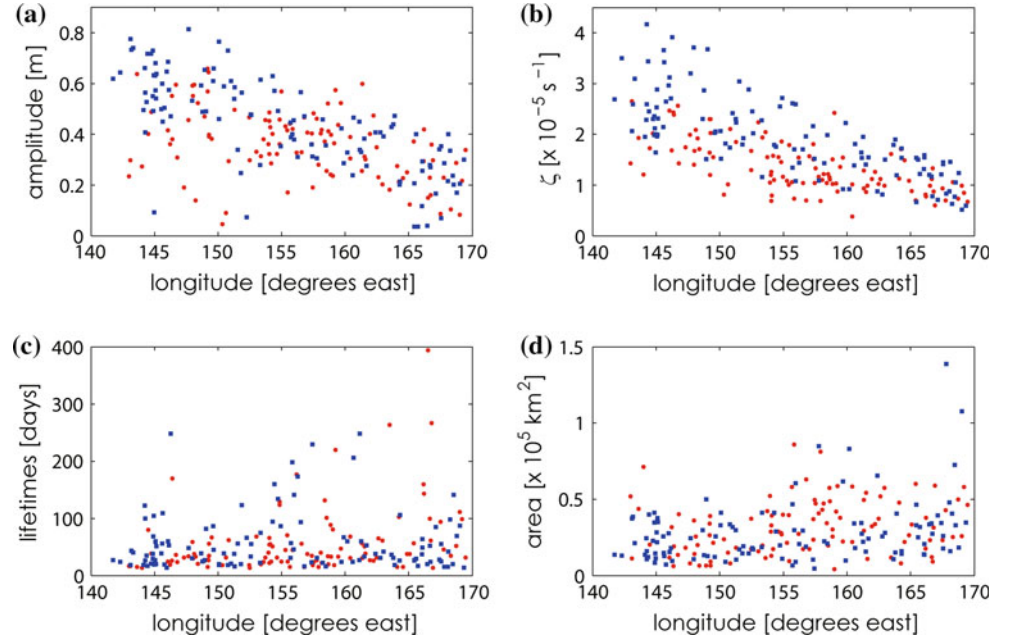 (a)
amplitude [m]
0.8
0.6
0.4
0.2
0
140 145 150 155 160 165 170
longitude [degrees east]
(b)
ζ [x 10⁻⁵ s⁻¹]
4
3
2
1
0
140 145 150 155 160 165 170
longitude [degrees east]
(c)
lifetimes [days]
400
300
200
100
0
140 145 150 155 160 165 170
longitude [degrees east]
(d)
area [x 10⁵ km²]
1.5
1
0.5
0
140 145 150 155 160 165 170
longitude [degrees east]